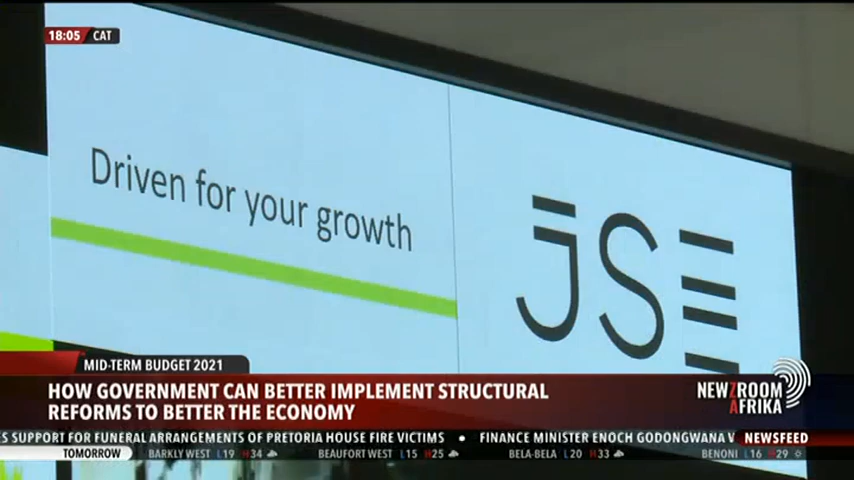 18:05 CAT
Driven for your growth
JSE
MID-TERM BUDGET 2021
HOW GOVERNMENT CAN BETTER IMPLEMENT STRUCTURAL
REFORMS TO BETTER THE ECONOMY
NEWZROOM
AFRIKA
S SUPPORT FOR FUNERAL ARRANGEMENTS OF PRETORIA HOUSE FIRE VICTIMS • FINANCE MINISTER ENOCH GODONGWANA V NEWSFEED
TOMORROW BARKLY WEST L19 H34 BEAUFORT WEST L15 H25 BELA-BELA L20 H33 BENONI L16 H29